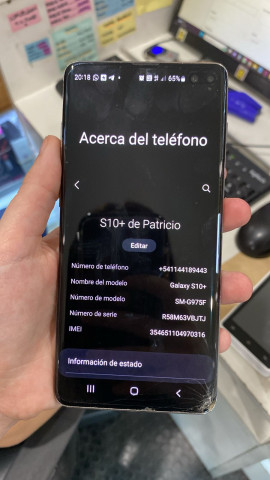 20:18 65%
Acerca del teléfono
S10+ de Patricio
Editar
Número de teléfono +541144189443
Nombre del modelo Galaxy S10+
Número de modelo SM-G975F
Número de serie R58M63VBJTJ
IMEI 354651104970316
Información de estado